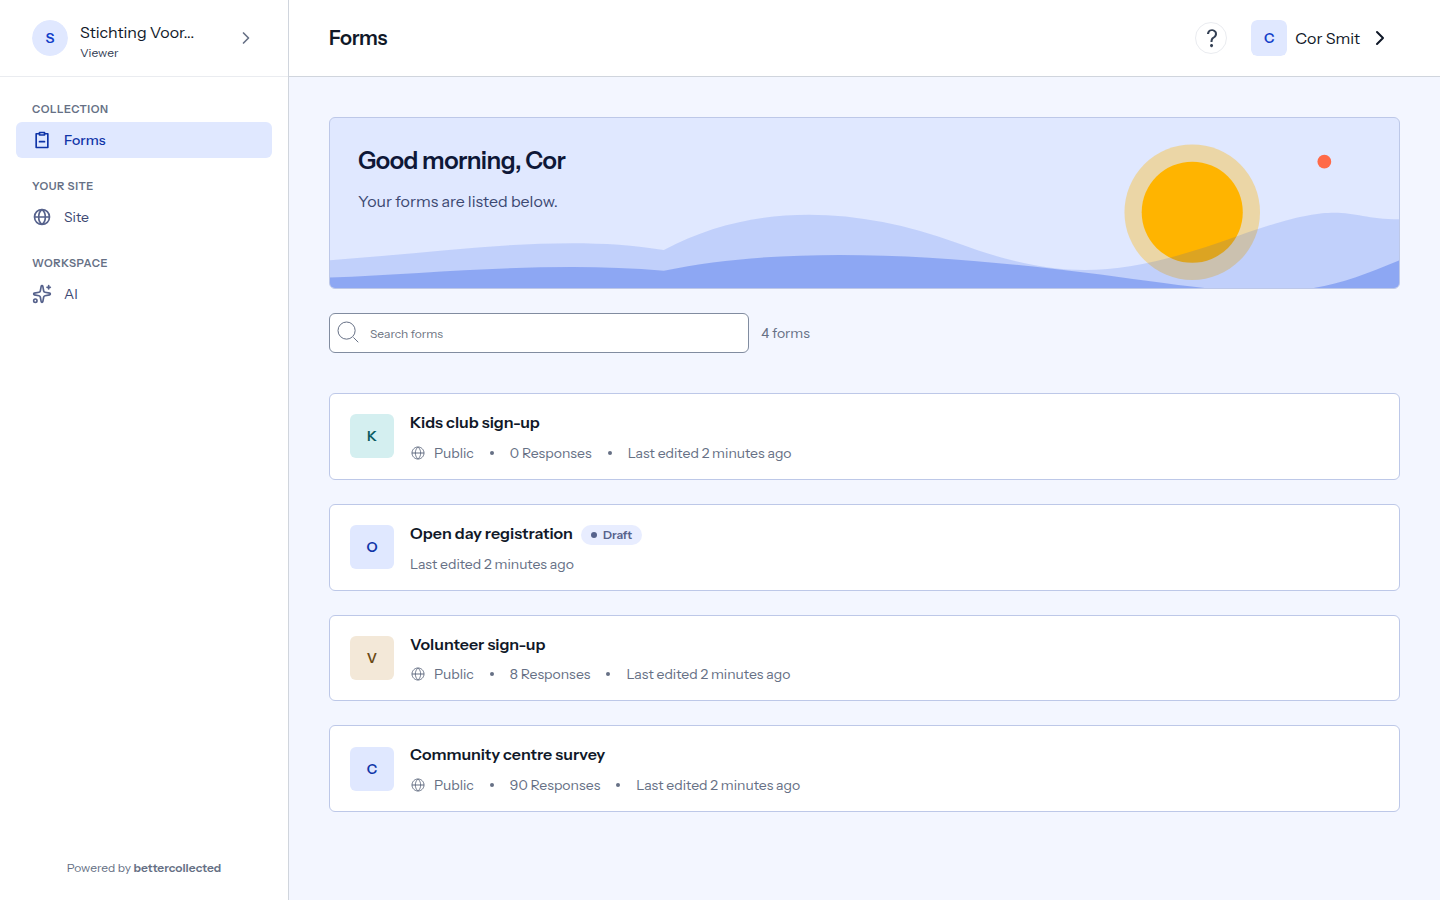 S
Stichting Voor...
Viewer
Forms
?
C
Cor Smit
COLLECTION
Forms
YOUR SITE
Site
WORKSPACE
AI
Good morning, Cor
Your forms are listed below.
Search forms
4 forms
K
Kids club sign-up
Public • 0 Responses • Last edited 2 minutes ago
O
Open day registration
Draft
Last edited 2 minutes ago
V
Volunteer sign-up
Public • 8 Responses • Last edited 2 minutes ago
C
Community centre survey
Public • 90 Responses • Last edited 2 minutes ago
Powered by bettercollected